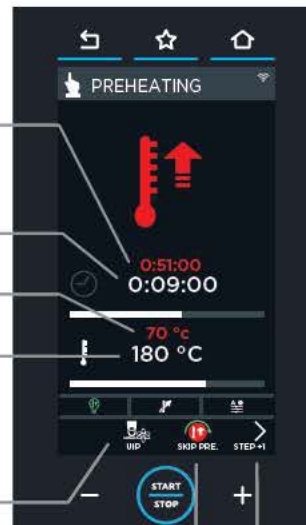 PREHEATING
0:51:00
0:09:00
70 °c
180 °C
UIP SKIP PRE. STEP+1
- START +
STOP